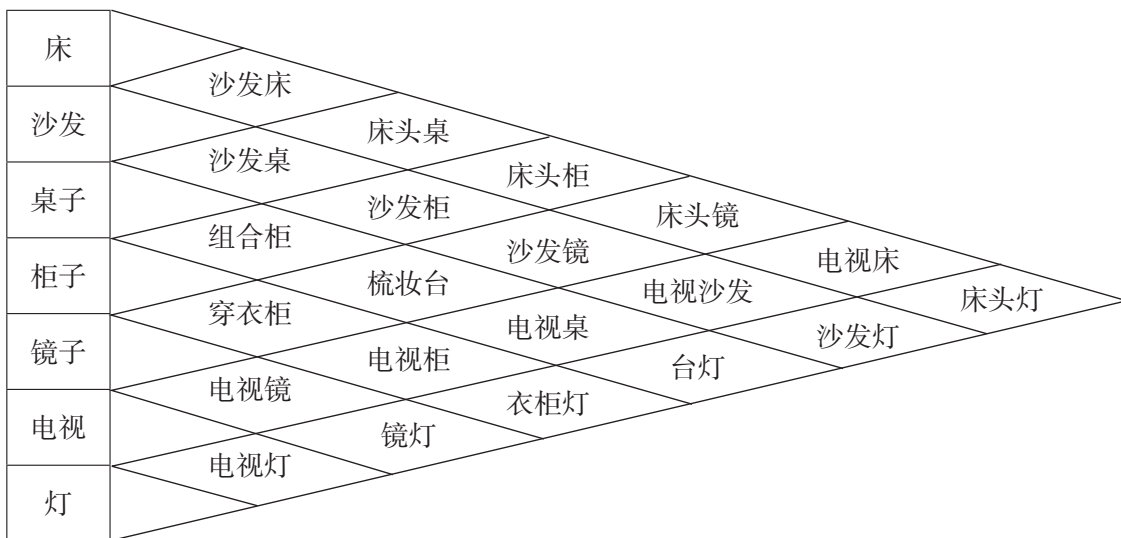 床
沙发床
沙发
床头桌
沙发桌
床头柜
桌子
沙发柜
床头镜
组合柜
沙发镜
电视床
柜子
梳妆台
电视沙发
床头灯
穿衣柜
电视桌
沙发灯
镜子
电视柜
台灯
电视镜
衣柜灯
电视
镜灯
电视灯
灯